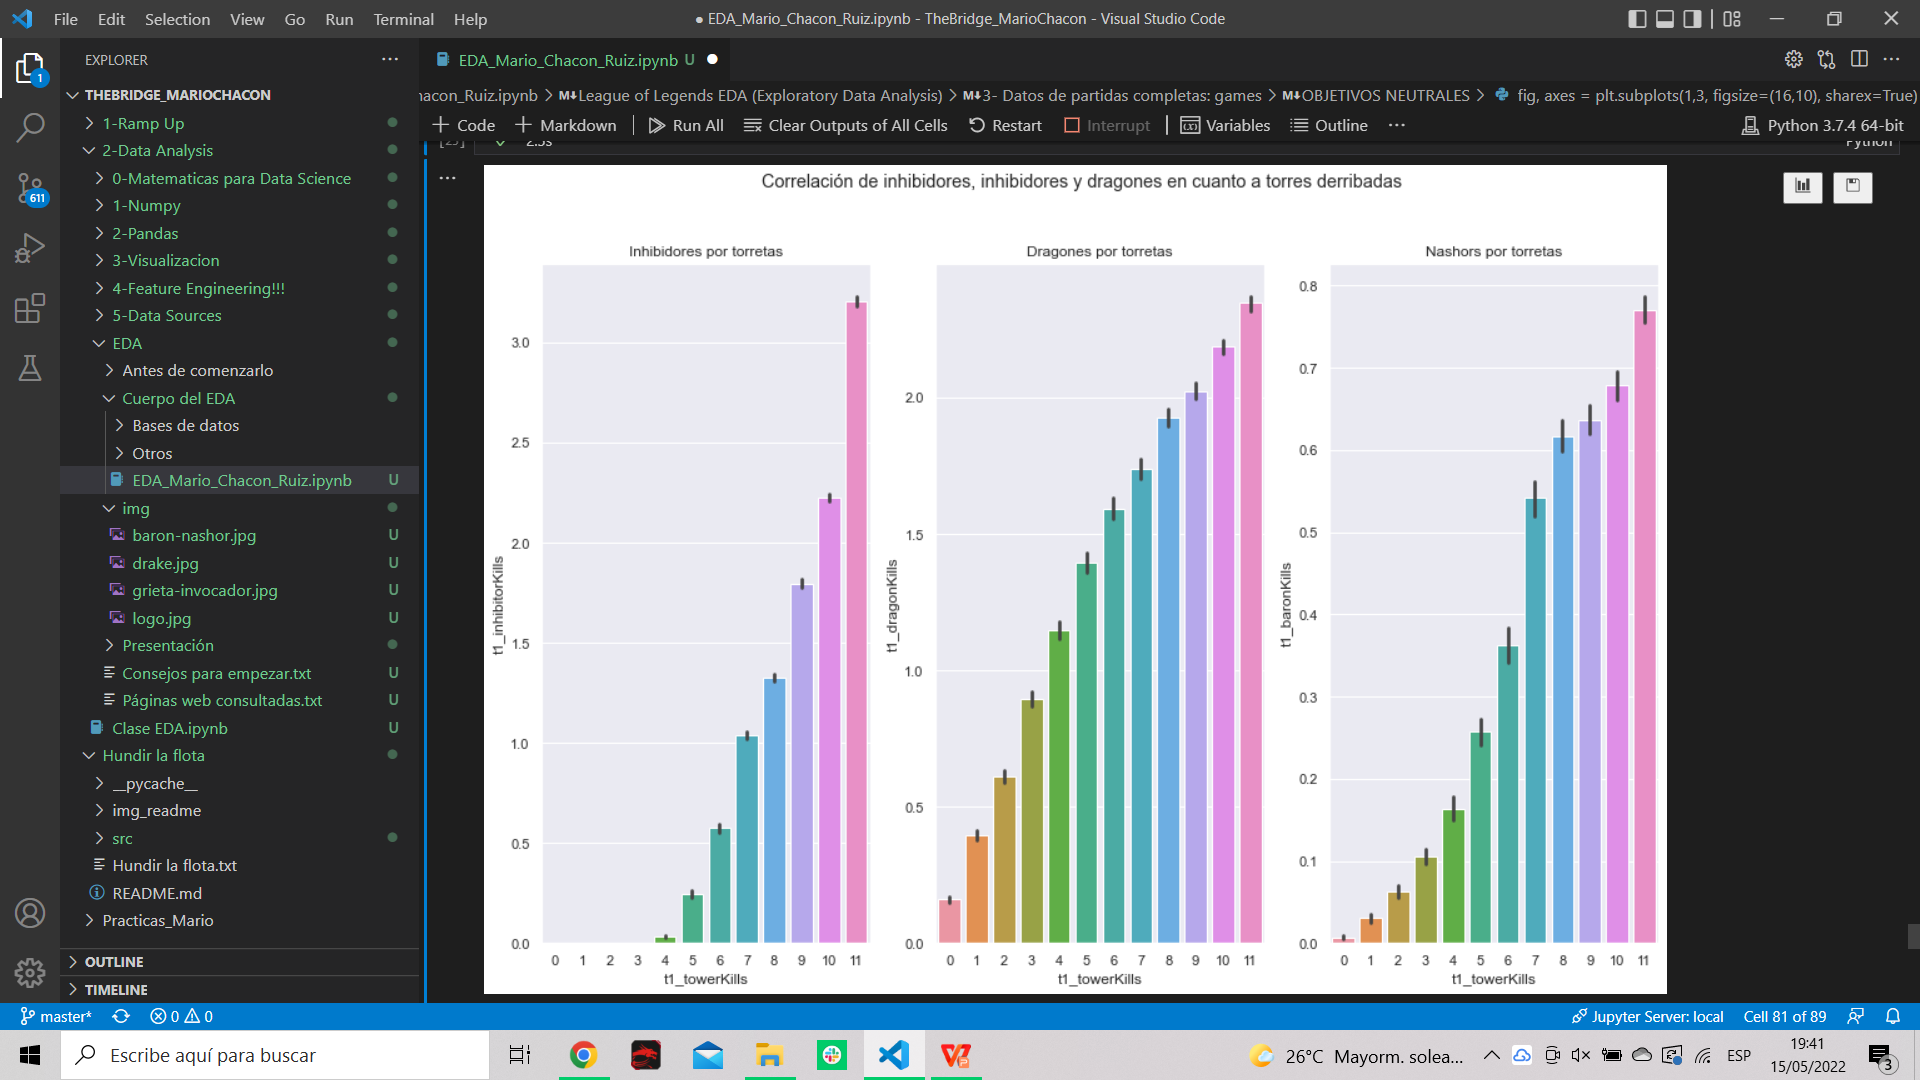 File Edit Selection View Go Run Terminal Help
● EDA_Mario_Chacon_Ruiz.ipynb - TheBridge_MarioChacon - Visual Studio Code
EXPLORER
EDA_Mario_Chacon_Ruiz.ipynb U
THEBRIDGE_MARIOCHACON
1-Ramp Up
2-Data Analysis
0-Matematicas para Data Science
1-Numpy
2-Pandas
3-Visualizacion
4-Feature Engineering!!!
5-Data Sources
EDA
Antes de comenzarlo
Cuerpo del EDA
Bases de datos
Otros
EDA_Mario_Chacon_Ruiz.ipynb U
img
baron-nashor.jpg U
drake.jpg U
grieta-invocador.jpg U
logo.jpg U
Presentación
Consejos para empezar.txt U
Páginas web consultadas.txt U
Clase EDA.ipynb U
Hundir la flota
__pycache__
img_readme
src
Hundir la flota.txt
README.md
Practicas_Mario
OUTLINE
TIMELINE
1
611
nacon_Ruiz.ipynb > M↓League of Legends EDA (Exploratory Data Analysis) > M↓3- Datos de partidas completas: games > M↓OBJETIVOS NEUTRALES > fig, axes = plt.subplots(1,3, figsize=(16,10), sharex=True)
+ Code + Markdown Run All Clear Outputs of All Cells Restart Interrupt Variables Outline ... Python 3.7.4 64-bit
2.5s Python
Correlación de inhibidores, inhibidores y dragones en cuanto a torres derribadas
Inhibidores por torretas
t1_inhibitorKills
3.0
2.5
2.0
1.5
1.0
0.5
0.0
0 1 2 3 4 5 6 7 8 9 10 11
t1_towerKills
Dragones por torretas
t1_dragonKills
2.0
1.5
1.0
0.5
0.0
0 1 2 3 4 5 6 7 8 9 10 11
t1_towerKills
Nashors por torretas
t1_baronKills
0.8
0.7
0.6
0.5
0.4
0.3
0.2
0.1
0.0
0 1 2 3 4 5 6 7 8 9 10 11
t1_towerKills
master* 0 0 Jupyter Server: local Cell 81 of 89
Escribe aquí para buscar
26°C Mayorm. solea... ESP
19:41
15/05/2022
3